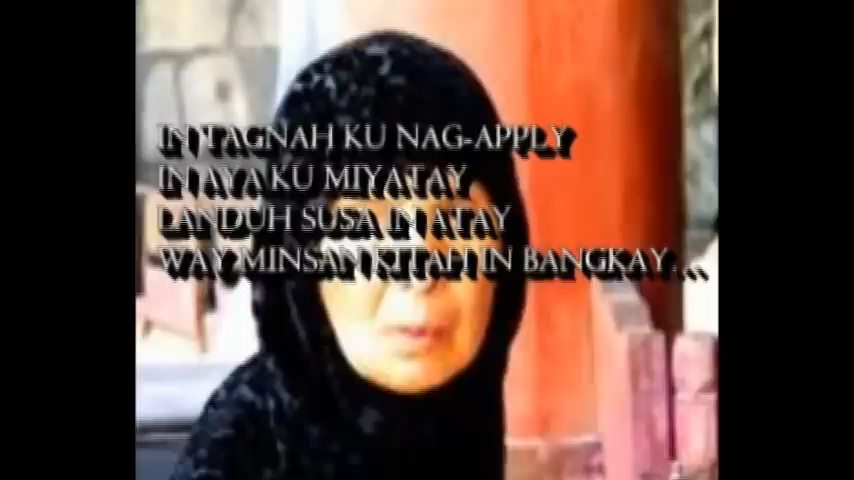 IN TAGNAH KU NAG-APPLY
IN AYA KU MIYATAY
LANDUH SUSA IN ATAY
WAY MINSAN KITAH IN BANGKAY...